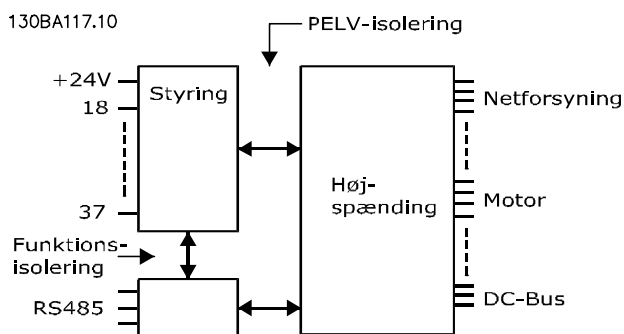 130BA117.10
PELV-isolering
+24V
18
37
Styring
Høj-
spænding
Netforsyning
Motor
DC-Bus
Funktions-
isolering
RS485